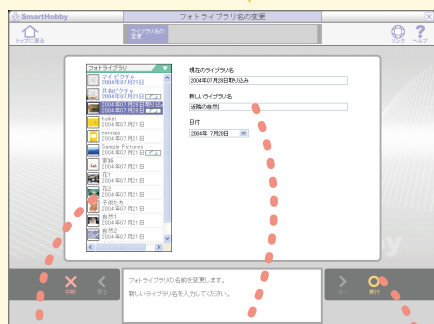 SmartHobby
フォトライブラリ名の変更
トップに戻る
ライブラリ名の
変更
リンク
ヘルプ
フォトライブラリ
マイ ピクチャ
2004年07月21日
共有ピクチャ
2004年07月21日
2004年07月28日取り込み
2004年07月28日
hakei
2004年07月21日
nenga
2004年07月21日
Sample Pictures
2004年07月21日
家族
2004年07月21日
花1
2004年07月21日
花2
2004年07月21日
子供たち
2004年07月21日
自然1
2004年07月21日
自然2
2004年07月21日
現在のライブラリ名
2004年07月28日取り込み
新しいライブラリ名
近隣の自然
日付
2004年 7月28日
中断
戻る
フォトライブラリの名前を変更します。
新しいライブラリ名を入力してください。
次へ
実行